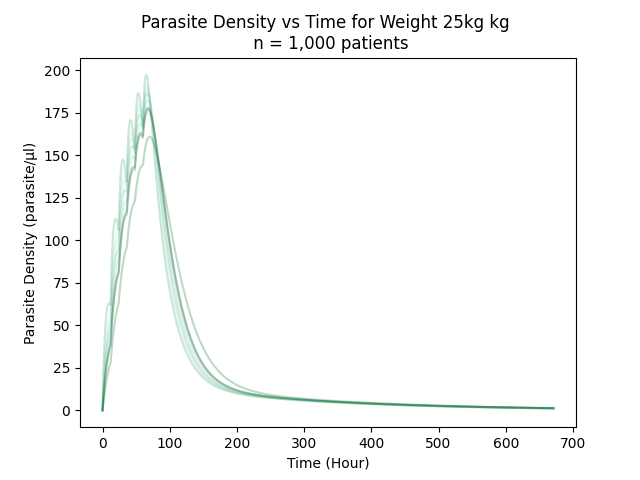 Parasite Density vs Time for Weight 25kg kg
n = 1,000 patients
200
175
150
125
100
75
50
25
0
Parasite Density (parasite/µl)
0 100 200 300 400 500 600 700
Time (Hour)